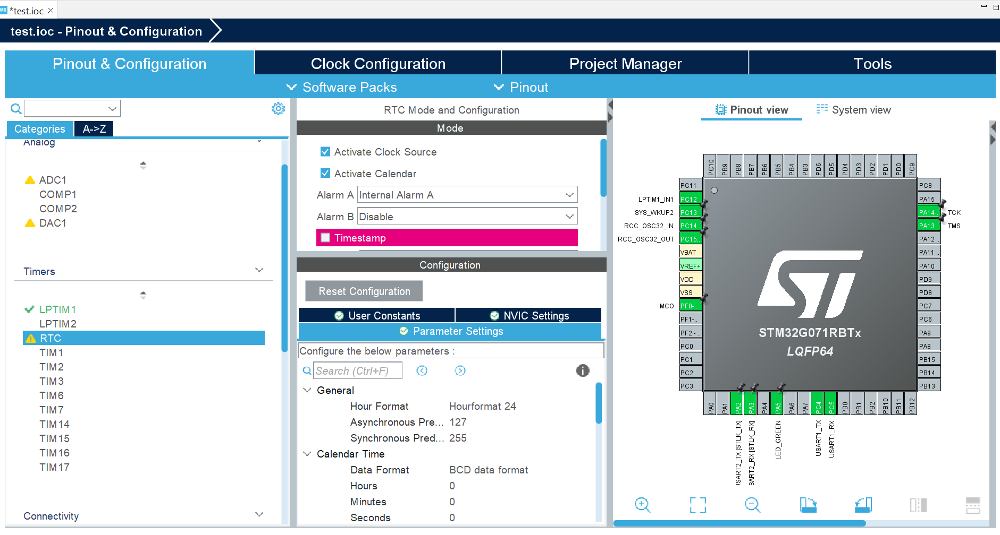 *test.ioc
test.ioc - Pinout & Configuration
Pinout & Configuration
Clock Configuration
Project Manager
Tools
Software Packs
Pinout
Categories
A->Z
Analog
ADC1
COMP1
COMP2
DAC1
Timers
LPTIM1
LPTIM2
RTC
TIM1
TIM2
TIM3
TIM6
TIM7
TIM14
TIM15
TIM16
TIM17
Connectivity
RTC Mode and Configuration
Mode
Activate Clock Source
Activate Calendar
Alarm A Internal Alarm A
Alarm B Disable
Timestamp
Configuration
Reset Configuration
User Constants
NVIC Settings
Parameter Settings
Configure the below parameters :
Search (Ctrl+F)
General
Hour Format Hourformat 24
Asynchronous Pre... 127
Synchronous Pred... 255
Calendar Time
Data Format BCD data format
Hours 0
Minutes 0
Seconds 0
Pinout view
System view
PC10
PB9
PB8
PB7
PB6
PB5
PB4
PB3
PD6
PD5
PD4
PD3
PD2
PD1
PD0
PC9
PC11
LPTIM1_IN1 PC12
SYS_WKUP2 PC13
RCC_OSC32_IN PC14..
RCC_OSC32_OUT PC15..
VBAT
VREF+
VDD
VSS
MCO PF0-..
PF1-..
PF2 - ..
PC0
PC1
PC2
PC3
PC8
PA15
PA14-.. TCK
PA13 TMS
PA12 ..
PA11 ..
PA10
PD9
PD8
PC7
PC6
PA9
PA8
PB15
PB14
PB13
ST
STM32G071RBTx
LQFP64
PA0
PA1
PA2
PA3
PA4
PA5
PA6
PA7
PC4
PC5
PB0
PB1
PB2
PB10
PB11
PB12
USART2_TX [STLK_TX]
SART2_RX [STLK_RX]
LED_GREEN
USART1_TX
USART1_RX
MX